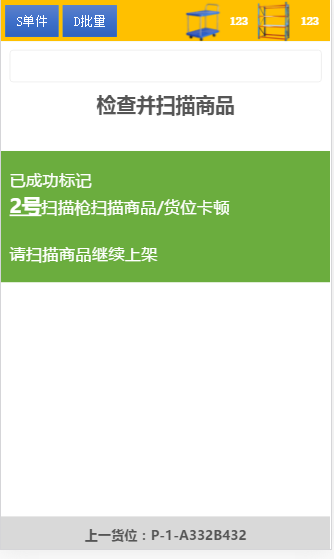 S单件 D批量 123 123
检查并扫描商品
已成功标记
2号扫描枪扫描商品/货位卡顿
请扫描商品继续上架
上一货位：P-1-A332B432